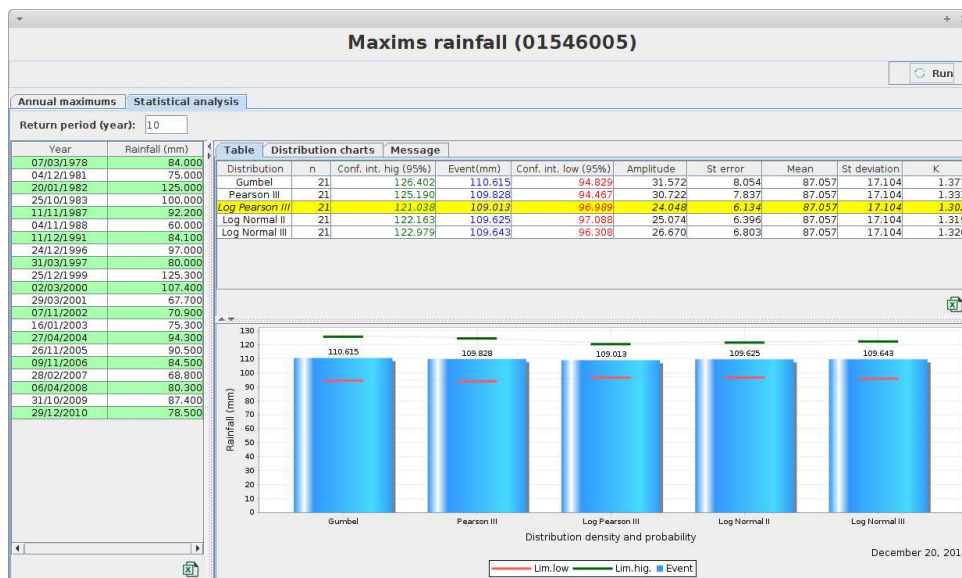 Maxims rainfall (01546005)
Run
Annual maximums Statistical analysis
Return period (year): 10
Year Rainfall (mm)
07/03/1978 84.000
04/12/1981 75.000
20/01/1982 125.000
25/10/1983 100.000
11/11/1987 92.200
04/11/1988 60.000
11/12/1991 84.100
24/12/1996 97.000
31/03/1997 80.000
25/12/1999 125.300
02/03/2000 107.400
29/03/2001 67.700
07/11/2002 70.900
16/01/2003 75.300
27/04/2004 94.300
26/11/2005 90.500
09/11/2006 84.500
28/02/2007 68.800
06/04/2008 80.300
31/10/2009 87.400
29/12/2010 78.500
Table Distribution charts Message
Distribution n Conf. int. hig (95%) Event(mm) Conf. int. low (95%) Amplitude St error Mean St deviation K
Gumbel 21 126.402 110.615 94.829 31.572 8.054 87.057 17.104 1.377
Pearson III 21 125.190 109.828 94.467 30.722 7.837 87.057 17.104 1.331
Log Pearson III 21 121.038 109.013 96.989 24.048 6.134 87.057 17.104 1.302
Log Normal II 21 122.163 109.625 97.088 25.074 6.396 87.057 17.104 1.319
Log Normal III 21 122.979 109.643 96.308 26.670 6.803 87.057 17.104 1.320
Rainfall (mm)
130
120
110
100
90
80
70
60
50
40
30
20
10
0
110.615 109.828 109.013 109.625 109.643
Gumbel Pearson III Log Pearson III Log Normal II Log Normal III
Distribution density and probability
December 20, 201
Lim.low Lim.hig. Event